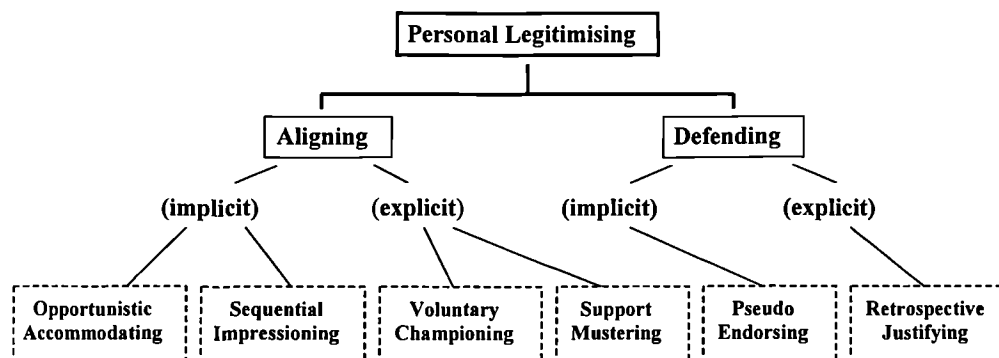 Personal Legitimising
Aligning
Defending
(implicit)
(explicit)
(implicit)
(explicit)
Opportunistic
Accommodating
Sequential
Impressioning
Voluntary
Championing
Support
Mustering
Pseudo
Endorsing
Retrospective
Justifying